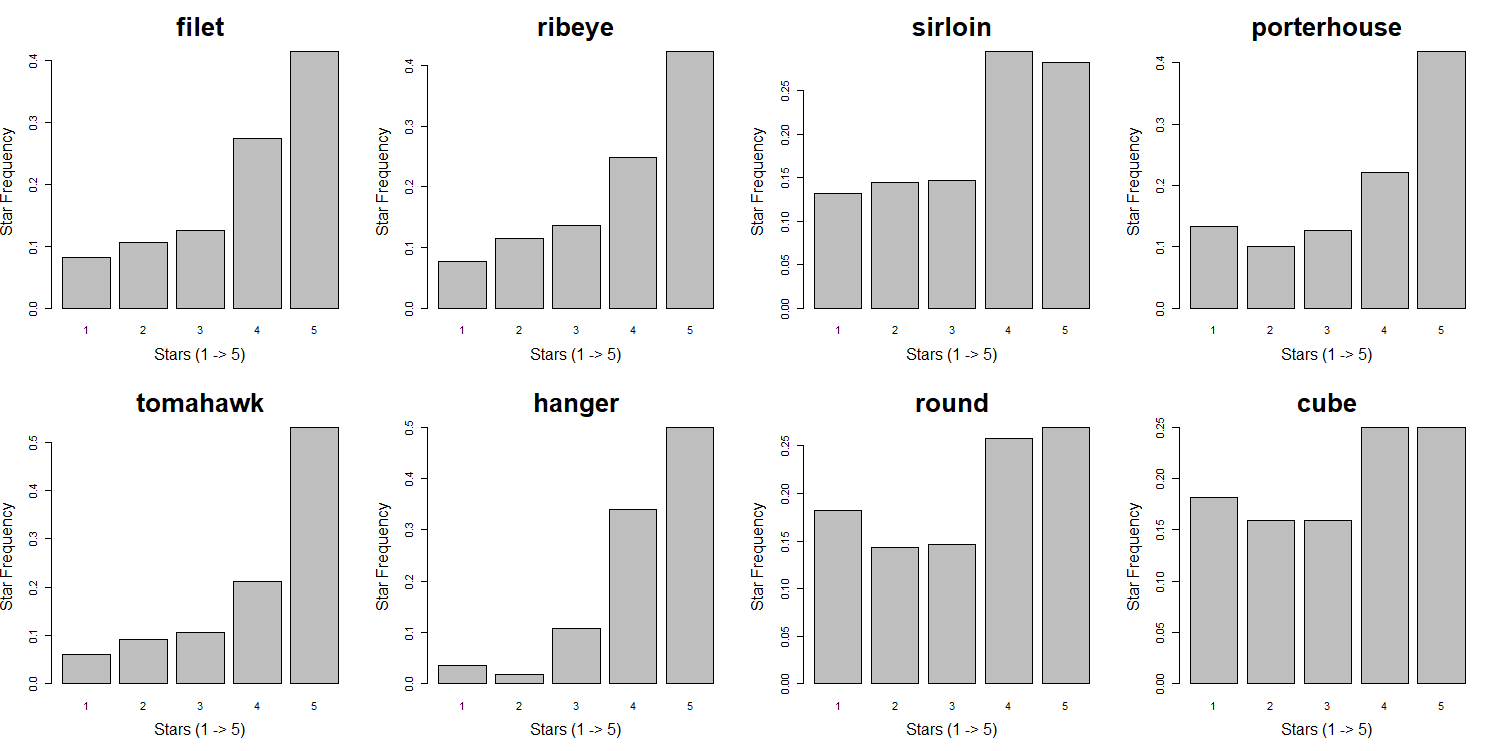 filet
Star Frequency
0.0 0.1 0.2 0.3 0.4
1 2 3 4 5
Stars (1 -> 5)
ribeye
Star Frequency
0.0 0.1 0.2 0.3 0.4
1 2 3 4 5
Stars (1 -> 5)
sirloin
Star Frequency
0.00 0.05 0.10 0.15 0.20 0.25
1 2 3 4 5
Stars (1 -> 5)
porterhouse
Star Frequency
0.0 0.1 0.2 0.3 0.4
1 2 3 4 5
Stars (1 -> 5)
tomahawk
Star Frequency
0.0 0.1 0.2 0.3 0.4 0.5
1 2 3 4 5
Stars (1 -> 5)
hanger
Star Frequency
0.0 0.1 0.2 0.3 0.4 0.5
1 2 3 4 5
Stars (1 -> 5)
round
Star Frequency
0.00 0.05 0.10 0.15 0.20 0.25
1 2 3 4 5
Stars (1 -> 5)
cube
Star Frequency
0.00 0.05 0.10 0.15 0.20 0.25
1 2 3 4 5
Stars (1 -> 5)